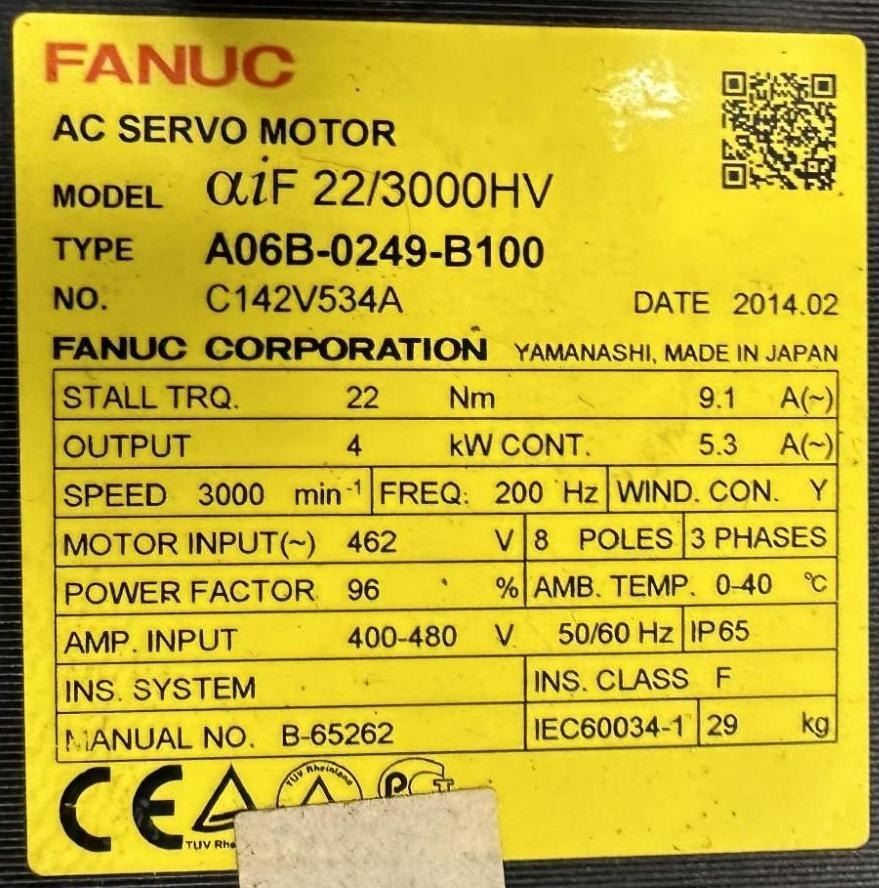 FANUC
AC SERVO MOTOR
MODEL αiF 22/3000HV
TYPE A06B-0249-B100
NO. C142V534A DATE 2014.02
FANUC CORPORATION YAMANASHI, MADE IN JAPAN
STALL TRQ. 22 Nm 9.1 A(~)
OUTPUT 4 kW CONT. 5.3 A(~)
SPEED 3000 min⁻¹ FREQ. 200 Hz WIND. CON. Y
MOTOR INPUT(~) 462 V 8 POLES 3 PHASES
POWER FACTOR 96 % AMB. TEMP. 0-40 ℃
AMP. INPUT 400-480 V 50/60 Hz IP65
INS. SYSTEM INS. CLASS F
MANUAL NO. B-65262 IEC60034-1 29 kg
CE TÜV Rheinland
TUV